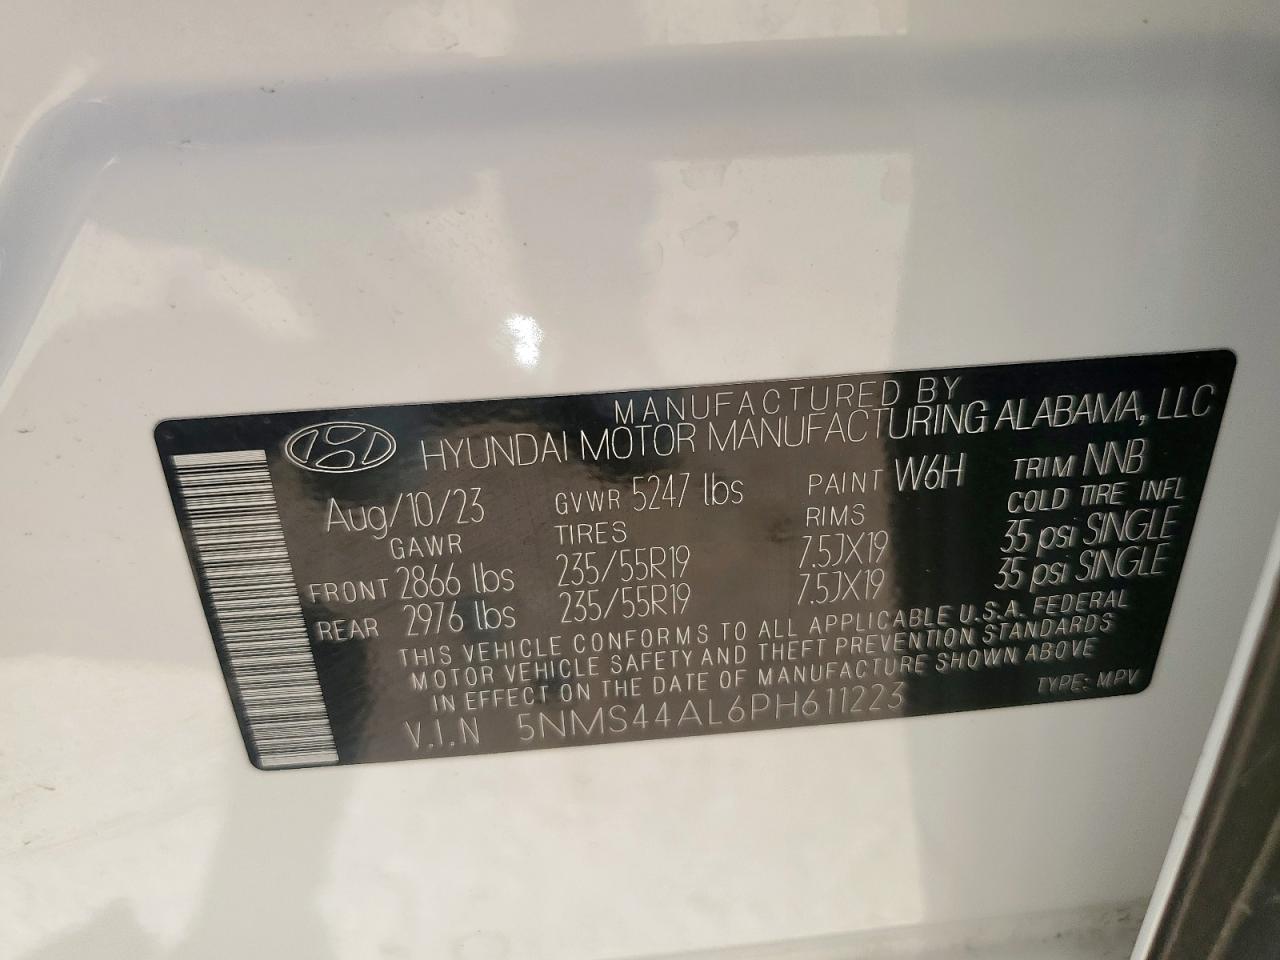 MANUFACTURED BY
HYUNDAI MOTOR MANUFACTURING ALABAMA, LLC
Aug/10/23 GVWR 5247 lbs PAINT W6H TRIM NNB
GAWR TIRES RIMS COLD TIRE INFL
FRONT 2866 lbs 235/55R19 7.5JX19 35 psi SINGLE
REAR 2976 lbs 235/55R19 7.5JX19 35 psi SINGLE
THIS VEHICLE CONFORMS TO ALL APPLICABLE U.S.A. FEDERAL
MOTOR VEHICLE SAFETY AND THEFT PREVENTION STANDARDS
IN EFFECT ON THE DATE OF MANUFACTURE SHOWN ABOVE
V.I.N 5NMS44AL6PH611223 TYPE: MPV